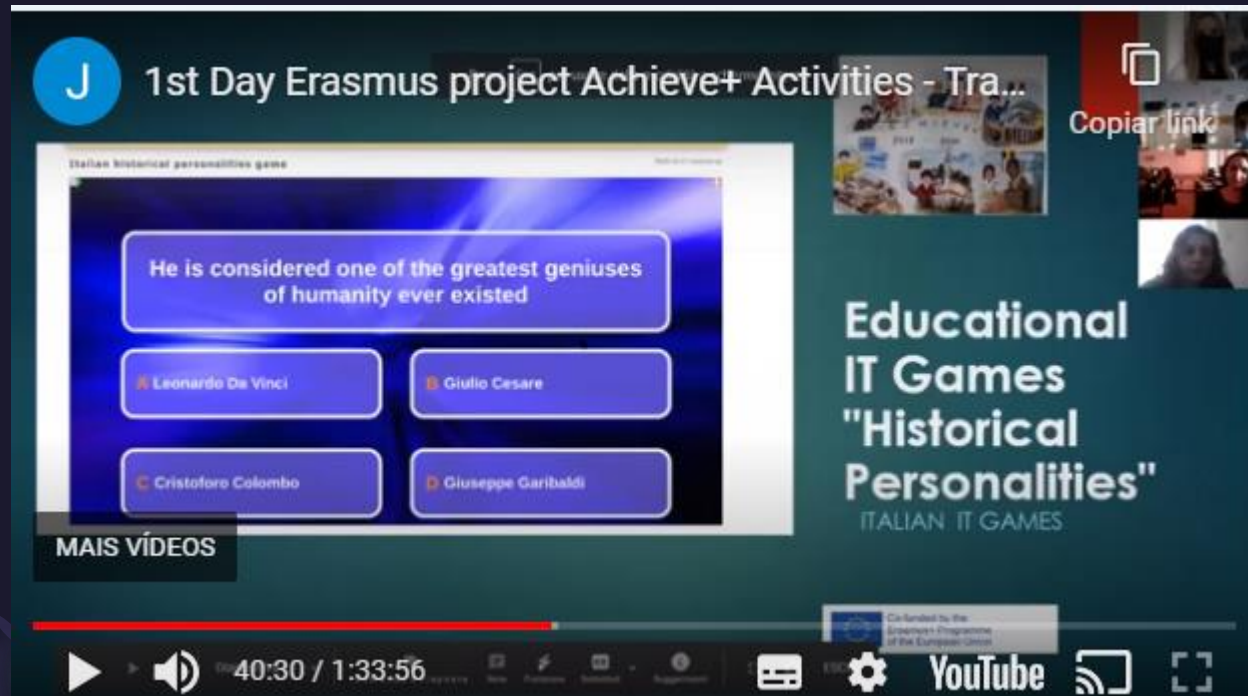 J
1st Day Erasmus project Achieve+ Activities - Tra...
Copiar link
Italian historical personalities game
He is considered one of the greatest geniuses
of humanity ever existed
A Leonardo Da Vinci
B Giulio Cesare
C Cristoforo Colombo
D Giuseppe Garibaldi
Educational
IT Games
"Historical
Personalities"
ITALIAN IT GAMES
MAIS VÍDEOS
Co-funded by the
Erasmus+ Programme
of the European Union
40:30 / 1:33:56
YouTube